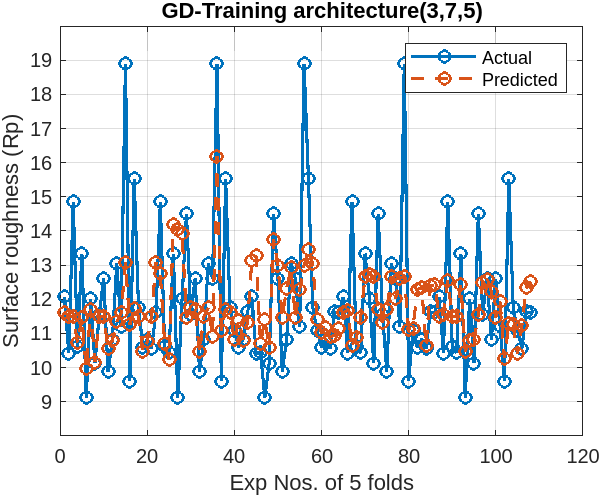 GD-Training architecture(3,7,5)
Surface roughness (Rp)
19
18
17
16
15
14
13
12
11
10
9
Actual
Predicted
0 20 40 60 80 100 120
Exp Nos. of 5 folds